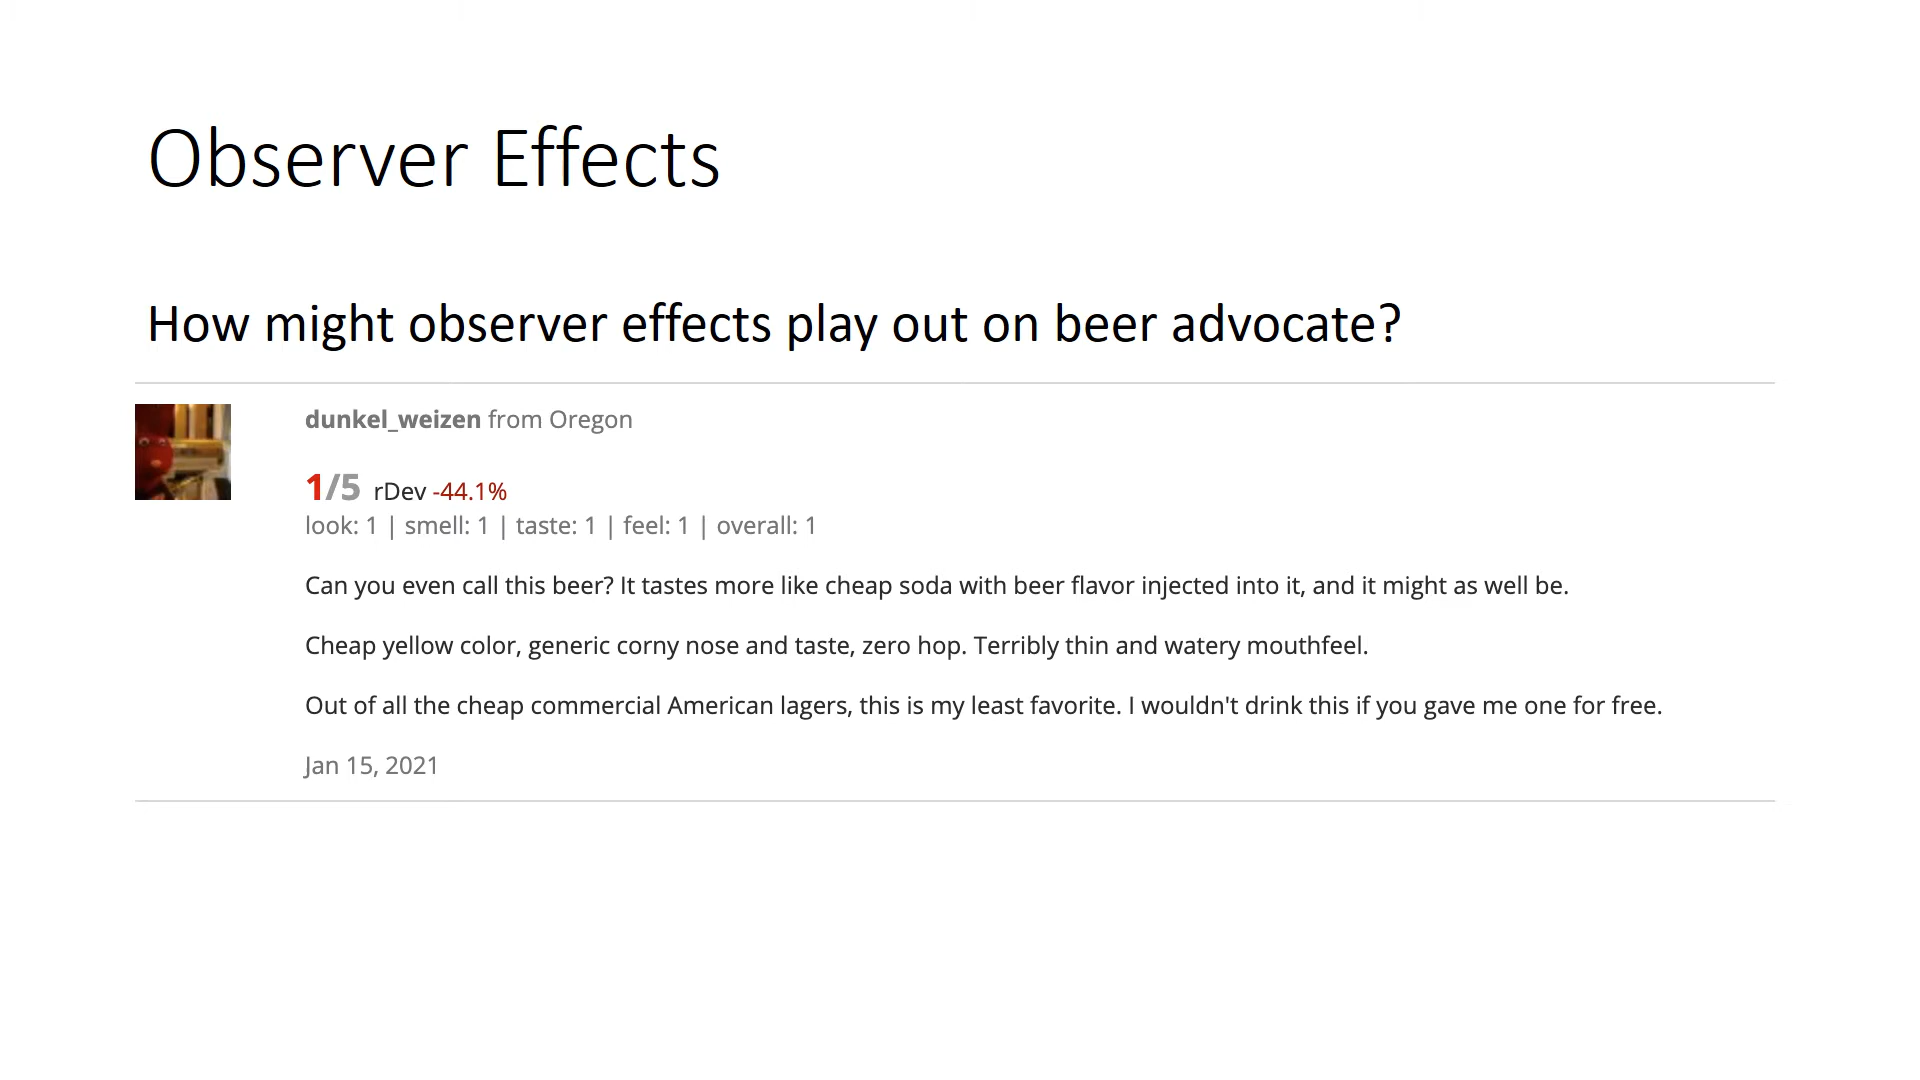 Observer Effects
How might observer effects play out on beer advocate?
dunkel_weizen from Oregon
1/5 rDev -44.1%
look: 1 | smell: 1 | taste: 1 | feel: 1 | overall: 1
Can you even call this beer? It tastes more like cheap soda with beer flavor injected into it, and it might as well be.
Cheap yellow color, generic corny nose and taste, zero hop. Terribly thin and watery mouthfeel.
Out of all the cheap commercial American lagers, this is my least favorite. I wouldn't drink this if you gave me one for free.
Jan 15, 2021